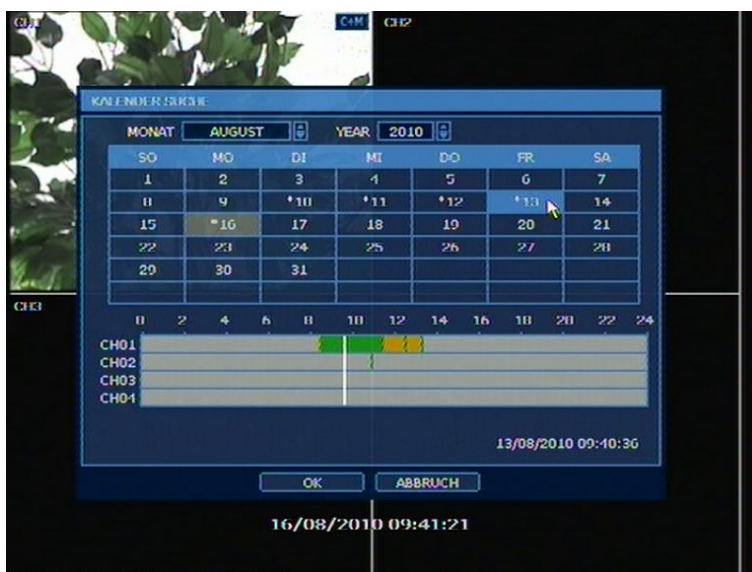 CH1 C+M CH2
KALENDER SUCHE
MONAT AUGUST YEAR 2010
SO MO DI MI DO FR SA
1 2 3 4 5 6 7
8 9 *10 *11 *12 *13 14
15 *16 17 18 19 20 21
22 23 24 25 26 27 28
29 30 31
CH3
0 2 4 6 8 10 12 14 16 18 20 22 24
CH01
CH02
CH03
CH04
13/08/2010 09:40:36
OK ABBRUCH
16/08/2010 09:41:21